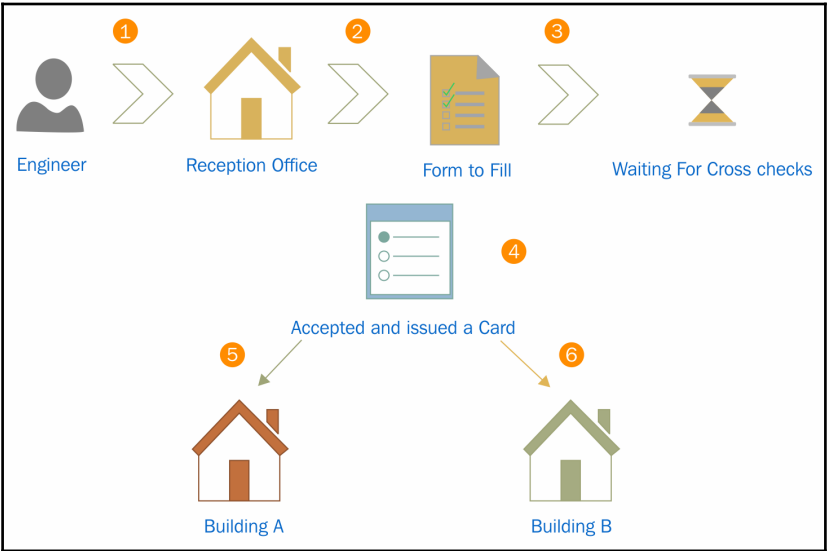 1
2
3
Engineer
Reception Office
Form to Fill
Waiting For Cross checks
4
Accepted and issued a Card
5
6
Building A
Building B